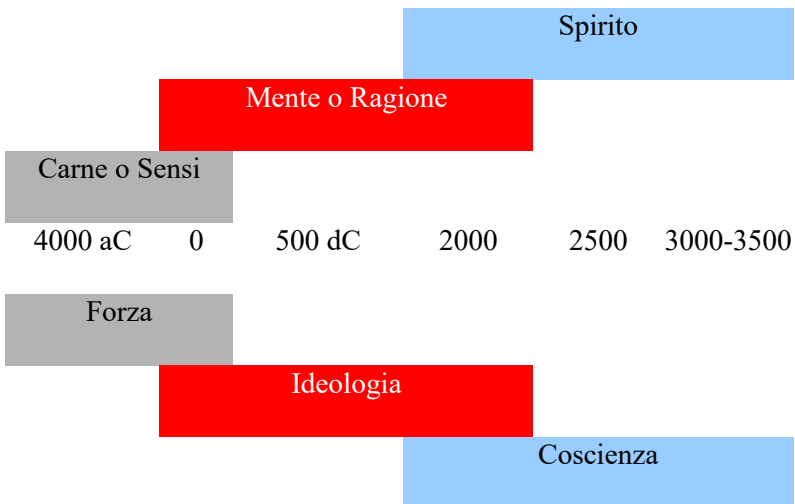 Spirito
Mente o Ragione
Carne o Sensi
4000 aC 0 500 dC 2000 2500 3000-3500
Forza
Ideologia
Coscienza